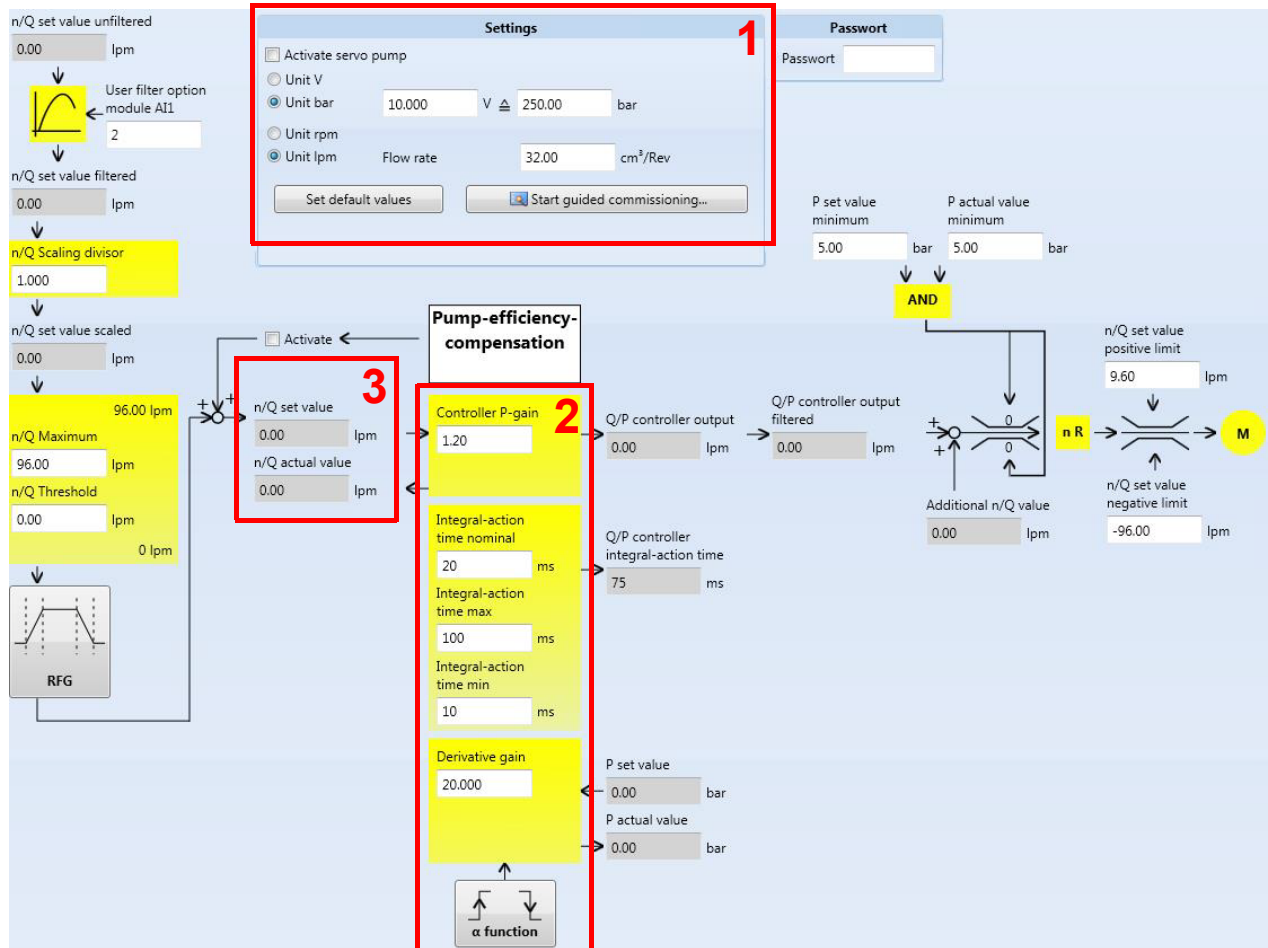 n/Q set value unfiltered
0.00 lpm
User filter option
module AI1
2
n/Q set value filtered
0.00 lpm
n/Q Scaling divisor
1.000
n/Q set value scaled
0.00 lpm
96.00 lpm
n/Q Maximum
96.00 lpm
n/Q Threshold
0.00 lpm
0 lpm
RFG
Settings
1
Activate servo pump
Unit V
Unit bar 10.000 V ≙ 250.00 bar
Unit rpm
Unit lpm Flow rate 32.00 cm³/Rev
Set default values Start guided commissioning...
Passwort
Passwort
Activate
+ +
3
n/Q set value
0.00 lpm
n/Q actual value
0.00 lpm
Pump-efficiency-
compensation
2
Controller P-gain
1.20
Integral-action
time nominal
20 ms
Integral-action
time max
100 ms
Integral-action
time min
10 ms
Derivative gain
20.000
α function
Q/P controller output
0.00 lpm
Q/P controller
integral-action time
75 ms
P set value
0.00 bar
P actual value
0.00 bar
Q/P controller output
filtered
0.00 lpm
P set value
minimum
5.00 bar
P actual value
minimum
5.00 bar
AND
+
+
0
0
Additional n/Q value
0.00 lpm
n R
n/Q set value
positive limit
9.60 lpm
n/Q set value
negative limit
-96.00 lpm
M